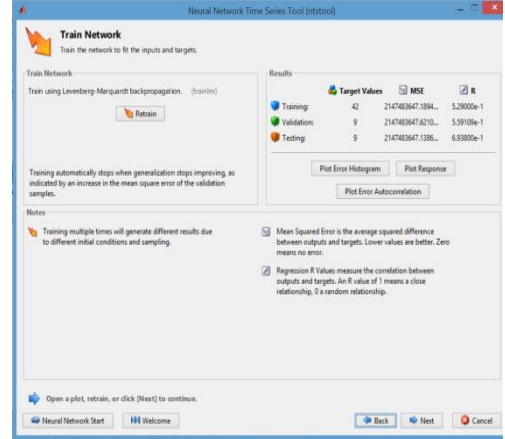 Neural Network Time Series Tool (ntstool)
Train Network
Train the network to fit the inputs and targets.
Train Network
Train using Levenberg-Marquardt backpropagation. (trainlm)
Retrain
Training automatically stops when generalization stops improving, as
indicated by an increase in the mean square error of the validation
samples.
Results
Target Values MSE R
Training: 42 2147483647.1894... 5.29000e-1
Validation: 9 2147483647.6210... 5.59109e-1
Testing: 9 2147483647.1386... 6.93800e-1
Plot Error Histogram Plot Response
Plot Error Autocorrelation
Notes
Training multiple times will generate different results due
to different initial conditions and sampling.
Mean Squared Error is the average squared difference
between outputs and targets. Lower values are better. Zero
means no error.
Regression R Values measure the correlation between
outputs and targets. An R value of 1 means a close
relationship, 0 a random relationship.
Open a plot, retrain, or click [Next] to continue.
Neural Network Start Welcome Back Next Cancel